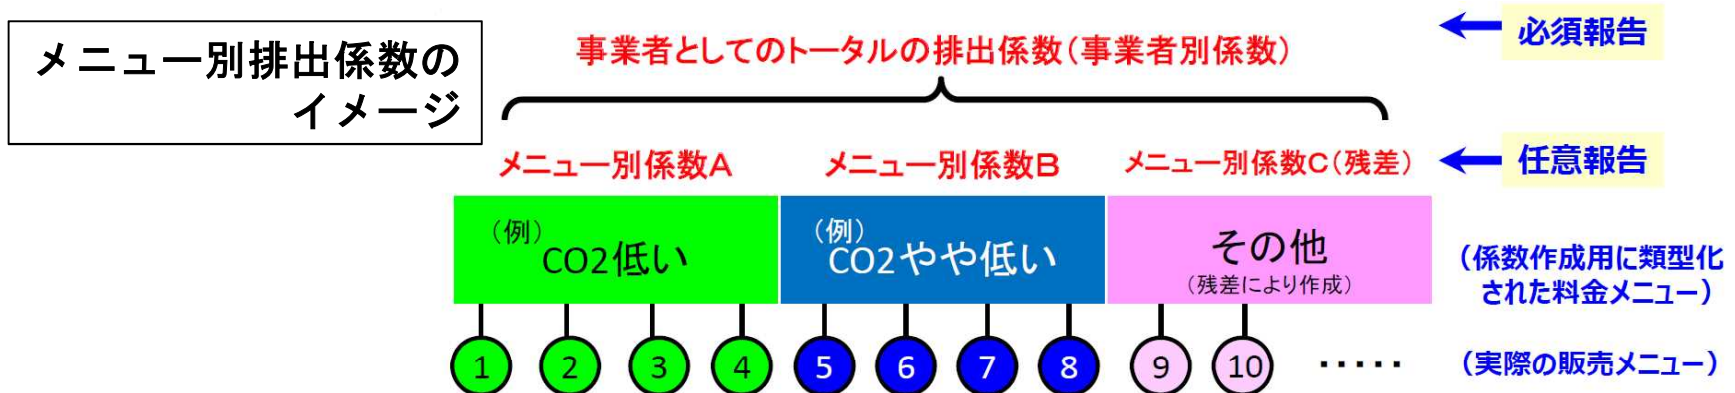 メニュー別排出係数の
イメージ
事業者としてのトータルの排出係数(事業者別係数)
必須報告
メニュー別係数A
メニュー別係数B
メニュー別係数C(残差)
任意報告
(例)
CO2低い
(例)
CO2やや低い
その他
(残差により作成)
(係数作成用に類型化
された料金メニュー)
1 2 3 4 5 6 7 8 9 10 ・・・・・
(実際の販売メニュー)